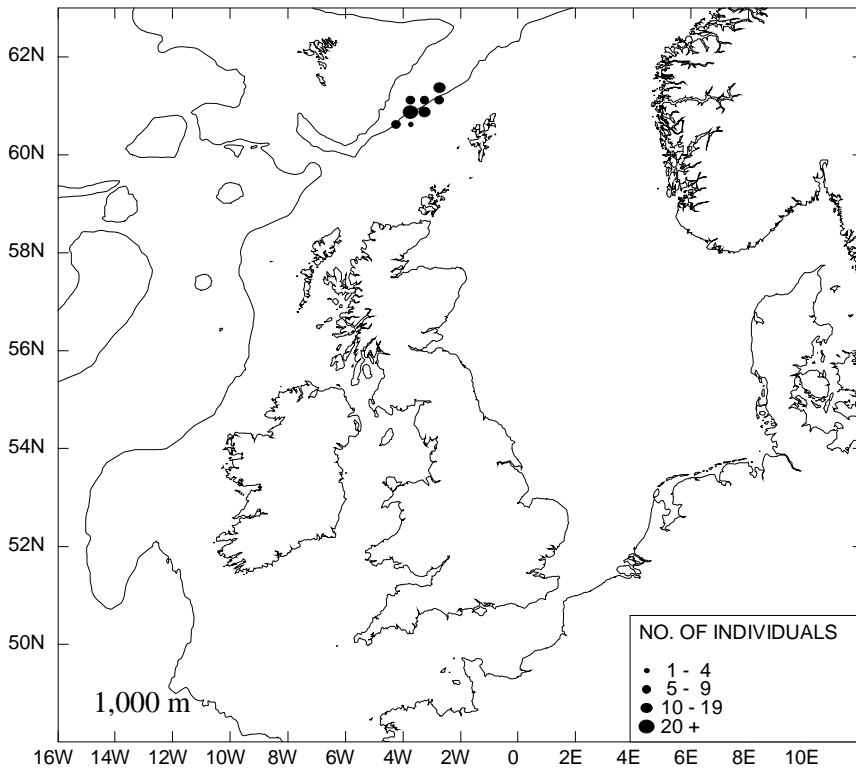 62N
60N
58N
56N
54N
52N
50N
NO. OF INDIVIDUALS
1 - 4
5 - 9
10 - 19
20 +
1,000 m
16W 14W 12W 10W 8W 6W 4W 2W 0 2E 4E 6E 8E 10E